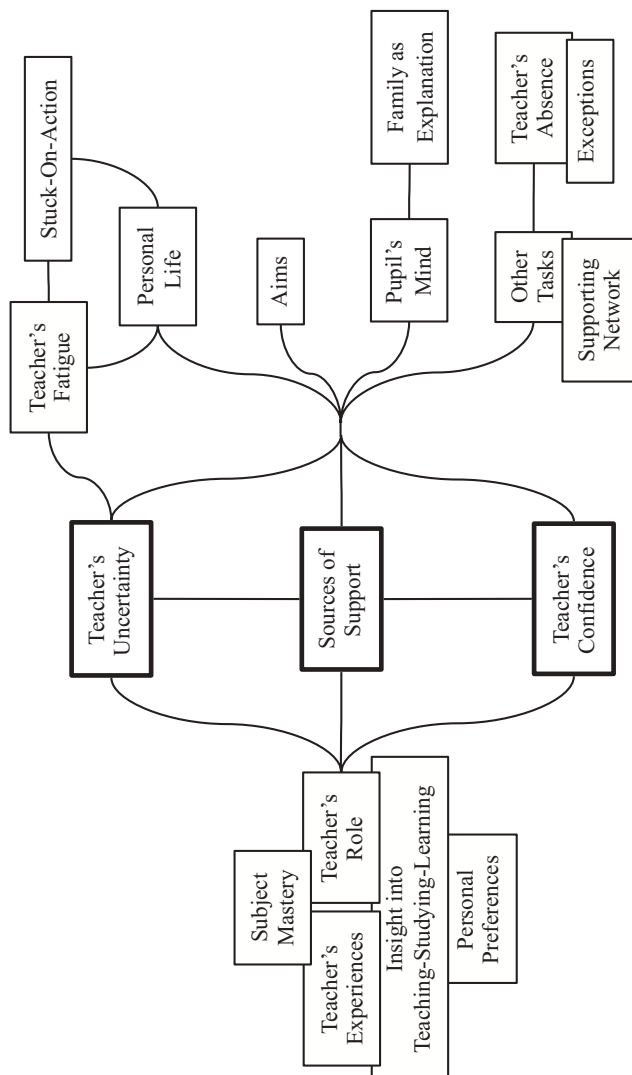 Subject
Mastery
Teacher's
Experiences
Teacher's
Role
Insight into
Teaching-Studying-Learning
Personal
Preferences
Teacher's
Uncertainty
Sources of
Support
Teacher's
Confidence
Teacher's
Fatigue
Stuck-On-Action
Personal
Life
Aims
Pupil's
Mind
Family as
Explanation
Other
Tasks
Supporting
Network
Teacher's
Absence
Exceptions